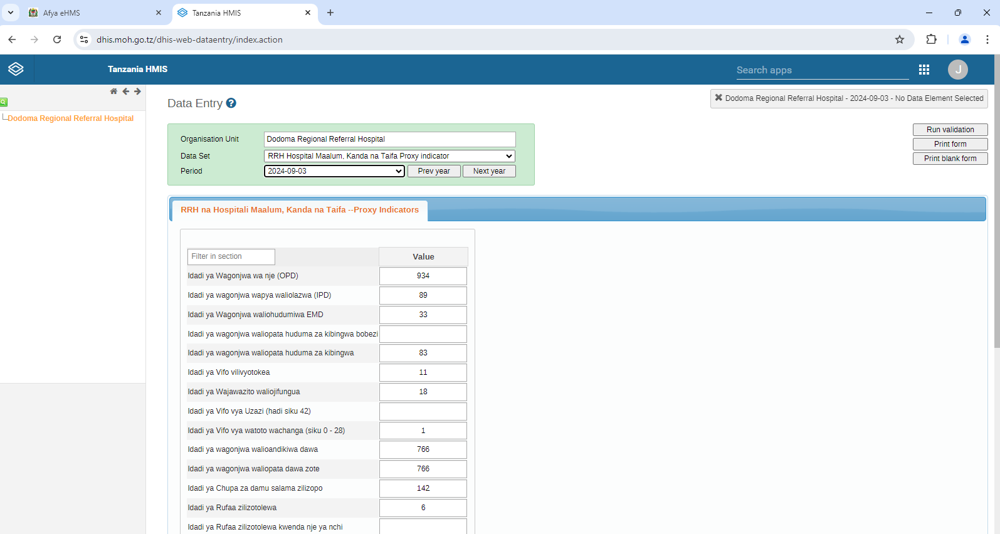 Afya eHMS
Tanzania HMIS
dhis.moh.go.tz/dhis-web-dataentry/index.action
Tanzania HMIS
Search apps
J
Dodoma Regional Referral Hospital
Data Entry ?
Dodoma Regional Referral Hospital - 2024-09-03 - No Data Element Selected
Organisation Unit Dodoma Regional Referral Hospital
Data Set RRH Hospital Maalum, Kanda na Taifa Proxy indicator
Period 2024-09-03 Prev year Next year
Run validation
Print form
Print blank form
RRH na Hospitali Maalum, Kanda na Taifa --Proxy Indicators
Filter in section Value
Idadi ya Wagonjwa wa nje (OPD) 934
Idadi ya wagonjwa wapya waliolazwa (IPD) 89
Idadi ya Wagonjwa waliohudumiwa EMD 33
Idadi ya wagonjwa waliopata huduma za kibingwa bobezi
Idadi ya wagonjwa waliopata huduma za kibingwa 83
Idadi ya Vifo vilivyotokea 11
Idadi ya Wajawazito waliojifungua 18
Idadi ya Vifo vya Uzazi (hadi siku 42)
Idadi ya Vifo vya watoto wachanga (siku 0 - 28) 1
Idadi ya wagonjwa walioandikiwa dawa 766
Idadi ya wagonjwa waliopata dawa zote 766
Idadi ya Chupa za damu salama zilizopo 142
Idadi ya Rufaa zilizotolewa 6
Idadi ya Rufaa zilizotolewa kwenda nje ya nchi